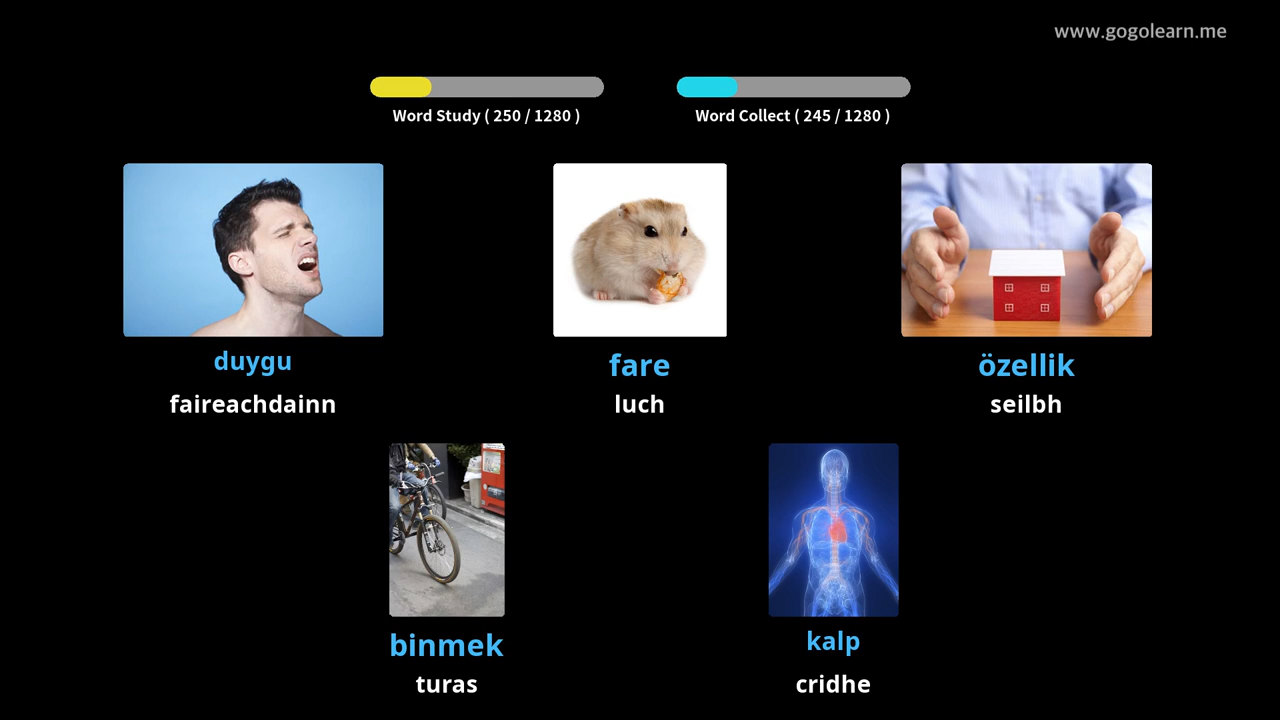 www.gogolearn.me
Word Study ( 250 / 1280 )
Word Collect ( 245 / 1280 )
duygu
faireachdainn
fare
luch
özellik
seilbh
binmek
turas
kalp
cridhe